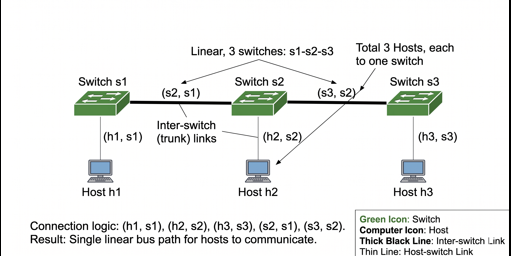 Linear, 3 switches: s1-s2-s3
Total 3 Hosts, each
to one switch
Switch s1
(s2, s1)
Switch s2
(s3, s2)
Switch s3
(h1, s1)
Inter-switch
(trunk) links
(h2, s2)
(h3, s3)
Host h1
Host h2
Host h3
Connection logic: (h1, s1), (h2, s2), (h3, s3), (s2, s1), (s3, s2).
Result: Single linear bus path for hosts to communicate.
Green Icon: Switch
Computer Icon: Host
Thick Black Line: Inter-switch Link
Thin Line: Host-switch Link